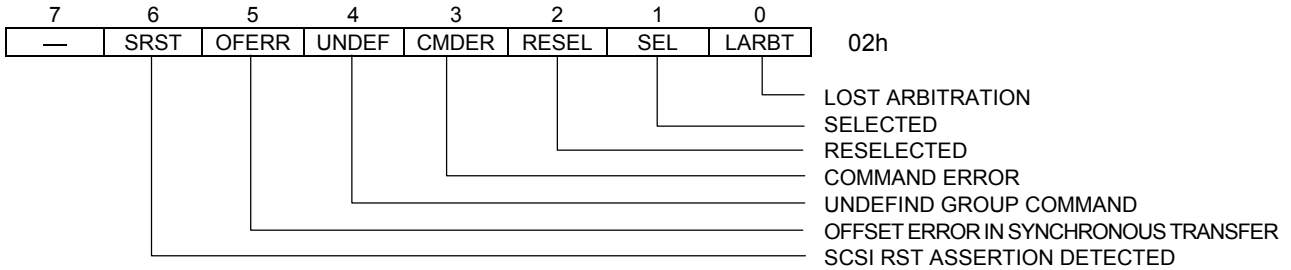 7 6 5 4 3 2 1 0
— SRST OFERR UNDEF CMDER RESEL SEL LARBT 02h
LOST ARBITRATION
SELECTED
RESELECTED
COMMAND ERROR
UNDEFIND GROUP COMMAND
OFFSET ERROR IN SYNCHRONOUS TRANSFER
SCSI RST ASSERTION DETECTED